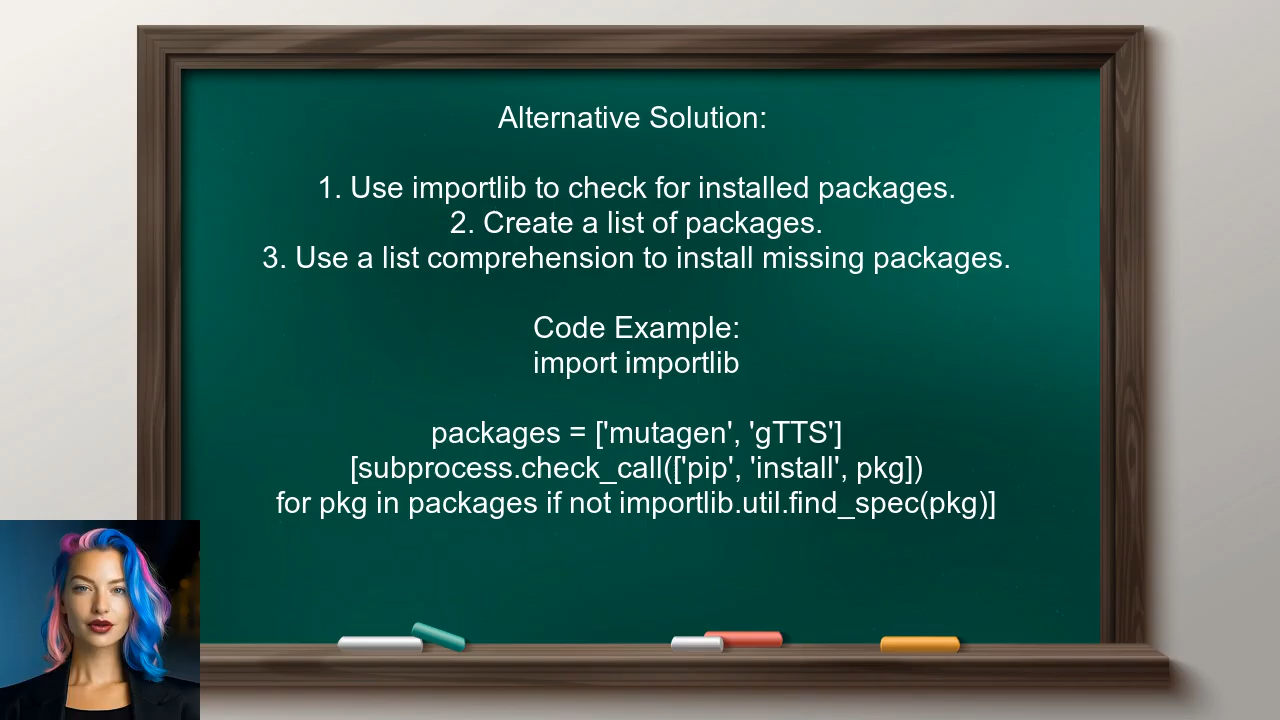 Alternative Solution:
1. Use importlib to check for installed packages.
2. Create a list of packages.
3. Use a list comprehension to install missing packages.
Code Example:
import importlib
packages = ['mutagen', 'gTTS']
[subprocess.check_call(['pip', 'install', pkg])
for pkg in packages if not importlib.util.find_spec(pkg)]